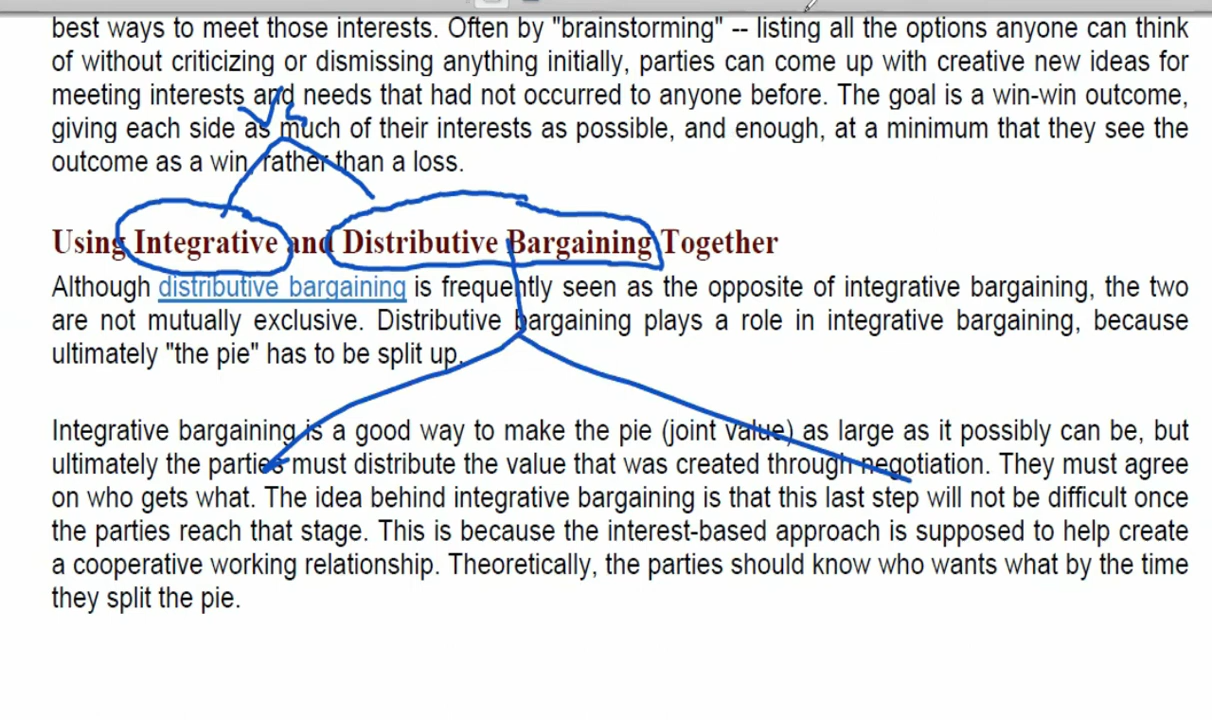 best ways to meet those interests. Often by "brainstorming" -- listing all the options anyone can think
of without criticizing or dismissing anything initially, parties can come up with creative new ideas for
meeting interests and needs that had not occurred to anyone before. The goal is a win-win outcome,
giving each side as much of their interests as possible, and enough, at a minimum that they see the
outcome as a win, rather than a loss.
VS
Using Integrative and Distributive Bargaining Together
Although distributive bargaining is frequently seen as the opposite of integrative bargaining, the two
are not mutually exclusive. Distributive bargaining plays a role in integrative bargaining, because
ultimately "the pie" has to be split up.
Integrative bargaining is a good way to make the pie (joint value) as large as it possibly can be, but
ultimately the parties must distribute the value that was created through negotiation. They must agree
on who gets what. The idea behind integrative bargaining is that this last step will not be difficult once
the parties reach that stage. This is because the interest-based approach is supposed to help create
a cooperative working relationship. Theoretically, the parties should know who wants what by the time
they split the pie.